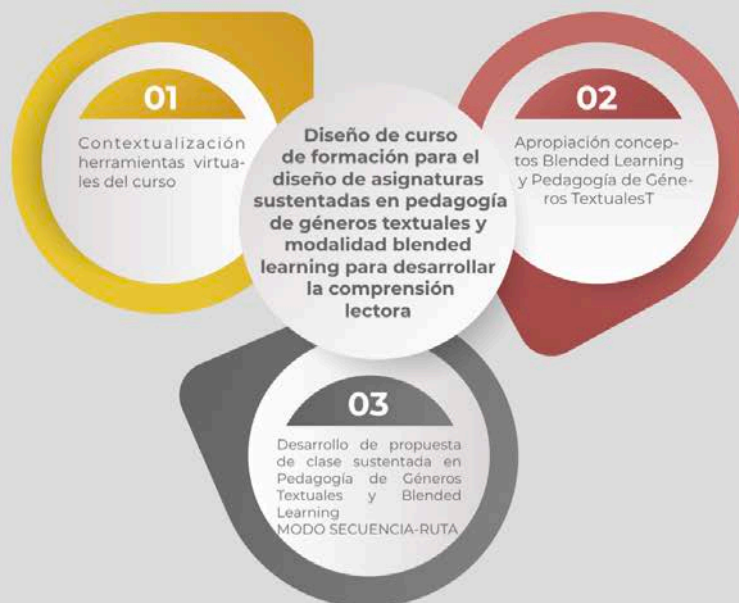 01
Contextualización
herramientas virtua-
les del curso
Diseño de curso
de formación para el
diseño de asignaturas
sustentadas en pedagogía
de géneros textuales y
modalidad blended
learning para desarrollar
la comprensión
lectora
02
Apropiación concep-
tos Blended Learning
y Pedagogía de Géne-
ros TextualesT
03
Desarrollo de propuesta
de clase sustentada en
Pedagogía de Géneros
Textuales y Blended
Learning
MODO SECUENCIA-RUTA